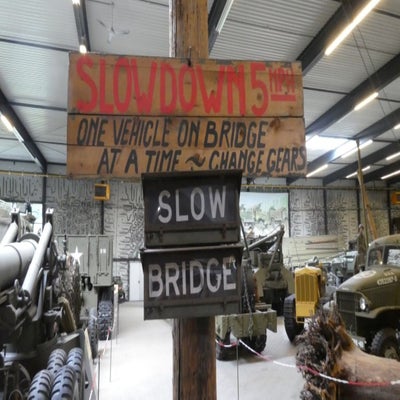 SLOWDOWN 5 MPH
ONE VEHICLE ON BRIDGE
AT A TIME ~ CHANGE GEARS
SLOW
BRIDGE